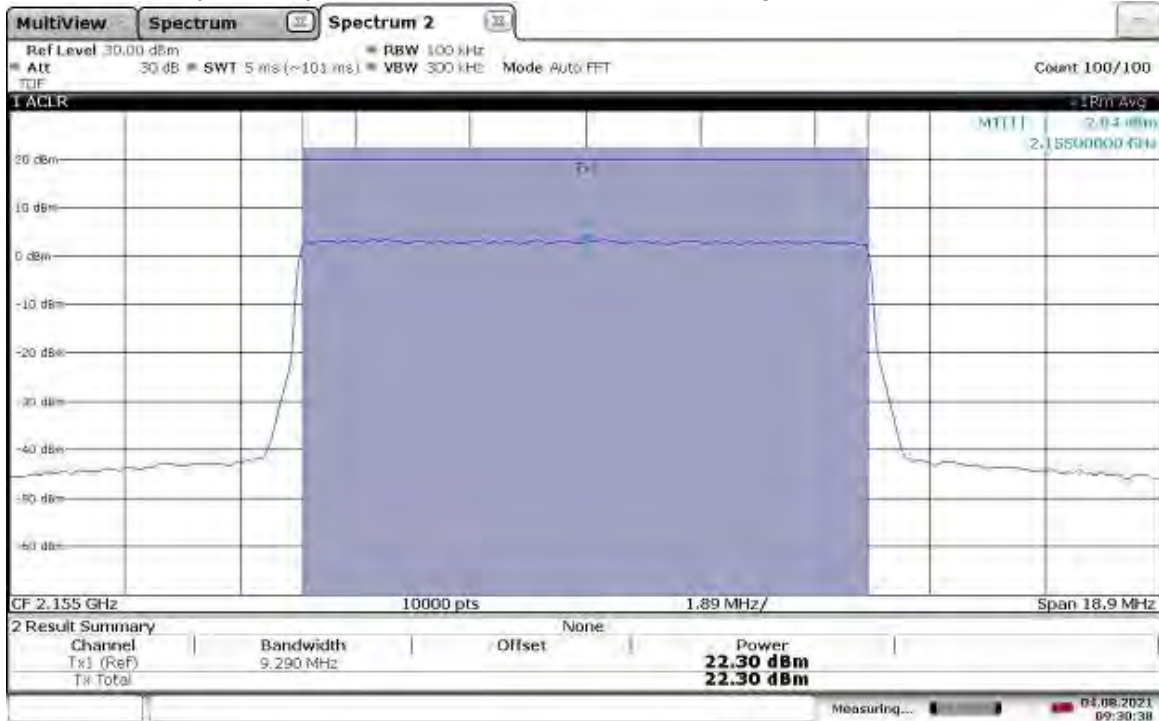 MultiView Spectrum Spectrum 2
Ref Level 30.00 dBm RBW 100 kHz
Att 30 dB SWT 5 ms (~101 ms) VBW 300 kHz Mode Auto FFT Count 100/100
TDF
1 ACLR 1Rm Avg
M1[1] 2.84 dBm
2.15500000 GHz
20 dBm
Tx1
10 dBm
0 dBm
-10 dBm
-20 dBm
-30 dBm
-40 dBm
-50 dBm
-60 dBm
CF 2.155 GHz 10000 pts 1.89 MHz/ Span 18.9 MHz
2 Result Summary None
Channel Bandwidth Offset Power
Tx1 (Ref) 9.290 MHz 22.30 dBm
Tx Total 22.30 dBm
Measuring... 04.08.2021
09:30:38